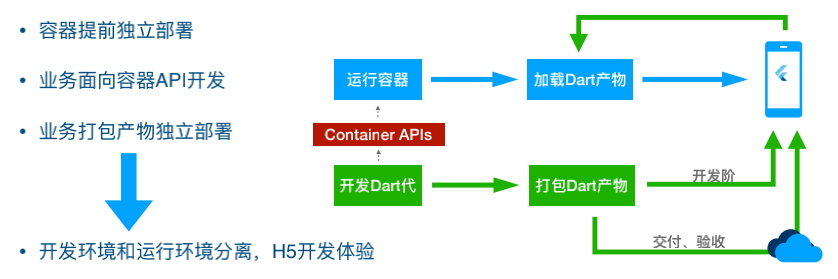 • 容器提前独立部署
• 业务面向容器API开发
• 业务打包产物独立部署
• 开发环境和运行环境分离，H5开发体验
运行容器
加载Dart产物
Container APIs
开发Dart代
打包Dart产物
开发阶
交付、验收